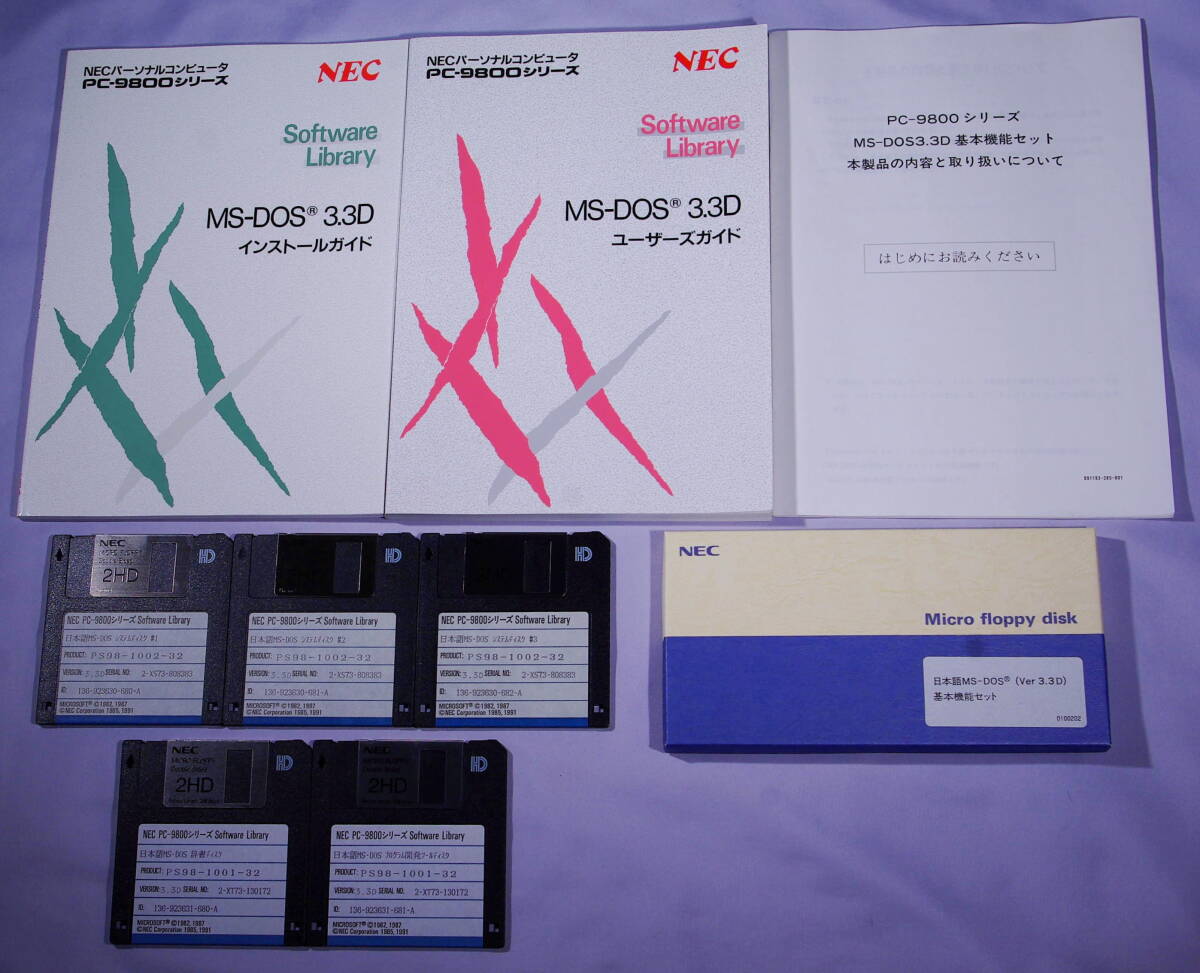 NECパーソナルコンピュータ
PC-9800シリーズ
NEC
Software
Library
MS-DOS® 3.3D
インストールガイド
NECパーソナルコンピュータ
PC-9800シリーズ
NEC
Software
Library
MS-DOS® 3.3D
ユーザーズガイド
PC-9800 シリーズ
MS-DOS3.3D 基本機能セット
本製品の内容と取り扱いについて
はじめにお読みください
NEC
2HD
HD
NEC PC-9800シリーズ Software Library
日本語MS-DOS システムディスク #1
PRODUCT: PS98-1002-32
VERSION: 3.3D SERIAL NO: 2-XS73-808383
ID: 136-923630-680-A
MICROSOFT® ©1982, 1987
©NEC Corporation 1985, 1991
2HD
HD
NEC PC-9800シリーズ Software Library
日本語MS-DOS システムディスク #2
PRODUCT: PS98-1002-32
VERSION: 3.3D SERIAL NO: 2-XS73-808383
ID: 136-923630-681-A
MICROSOFT® ©1982, 1987
©NEC Corporation 1985, 1991
HD
NEC PC-9800シリーズ Software Library
日本語MS-DOS システムディスク #3
PRODUCT: PS98-1002-32
VERSION: 3.3D SERIAL NO: 2-XS73-808383
ID: 136-923630-682-A
MICROSOFT® ©1982, 1987
©NEC Corporation 1985, 1991
NEC
Micro floppy disk
日本語MS-DOS® (Ver 3.3D)
基本機能セット
0100202
NEC
MICRO FLOPPY
Double Sided
2HD
HD
NEC PC-9800シリーズ Software Library
日本語MS-DOS 辞書ディスク
PRODUCT: PS98-1001-32
VERSION: 3.3D SERIAL NO: 2-XT73-130172
ID: 136-923631-680-A
MICROSOFT® ©1982, 1987
©NEC Corporation 1985, 1991
NEC
MICRO FLOPPY
Double Sided
2HD
HD
NEC PC-9800シリーズ Software Library
日本語MS-DOS プログラム開発ツールディスク
PRODUCT: PS98-1001-32
VERSION: 3.3D SERIAL NO: 2-XT73-130172
ID: 136-923631-681-A
MICROSOFT® ©1982, 1987
©NEC Corporation 1985, 1991